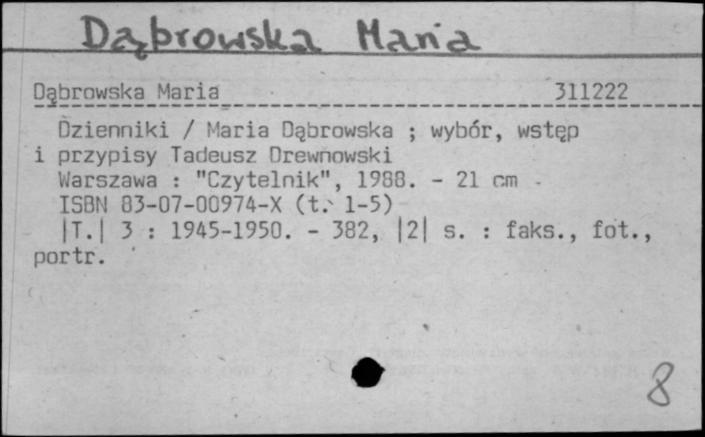 Dąbrowska Maria
Dąbrowska Maria 311222
Dzienniki / Maria Dąbrowska ; wybór, wstęp
i przypisy Tadeusz Drewnowski
Warszawa : "Czytelnik", 1988. - 21 cm
ISBN 83-07-00974-X (t. 1-5)
|T.| 3 : 1945-1950. - 382, |2| s. : faks., fot.,
portr.
8